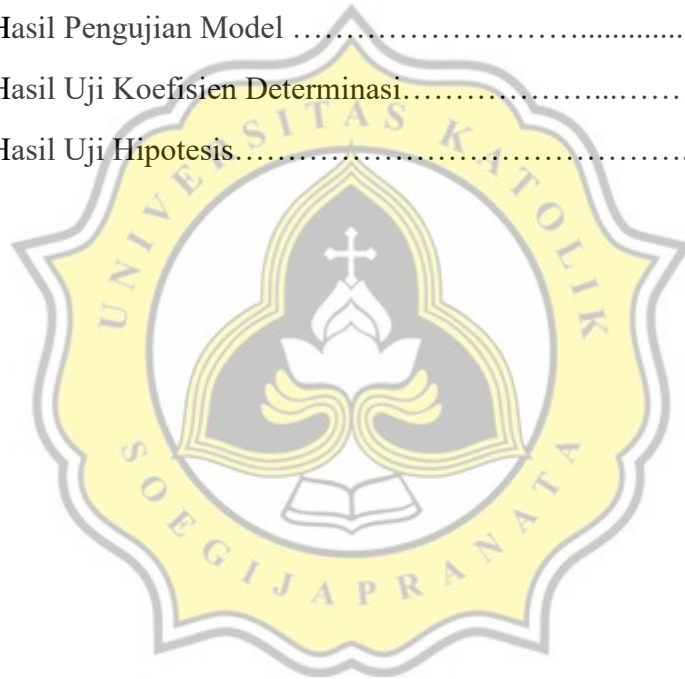 Hasil Pengujian Model ……………………….............
Hasil Uji Koefisien Determinasi………………...……
Hasil Uji Hipotesis…………………………………….
UNIVERSITAS KATOLIK
SOEGIJAPRANATA